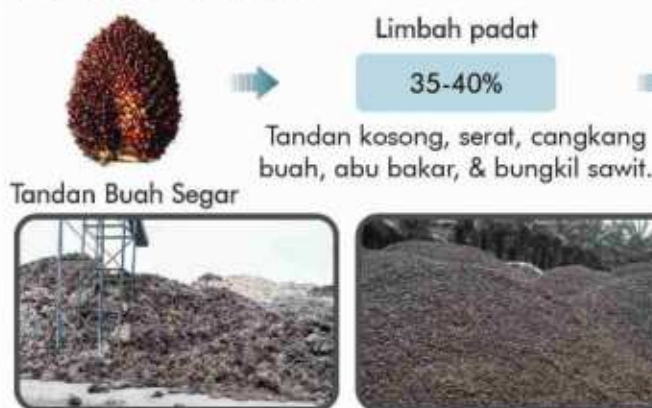 Limbah padat
35-40%
Tandan kosong, serat, cangkang
buah, abu bakar, & bungkil sawit.
Tandan Buah Segar